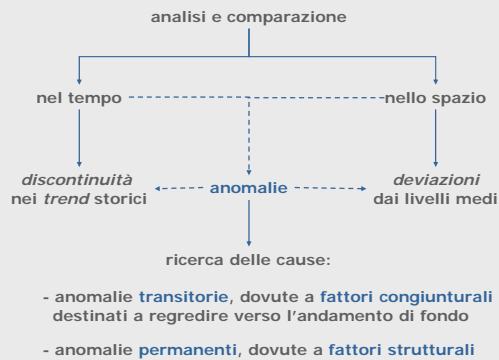 analisi e comparazione
nel tempo
nello spazio
discontinuità
nei trend storici
anomalie
deviazioni
dai livelli medi
ricerca delle cause:
- anomalie transitorie, dovute a fattori congiunturali
destinati a regredire verso l'andamento di fondo
- anomalie permanenti, dovute a fattori strutturali